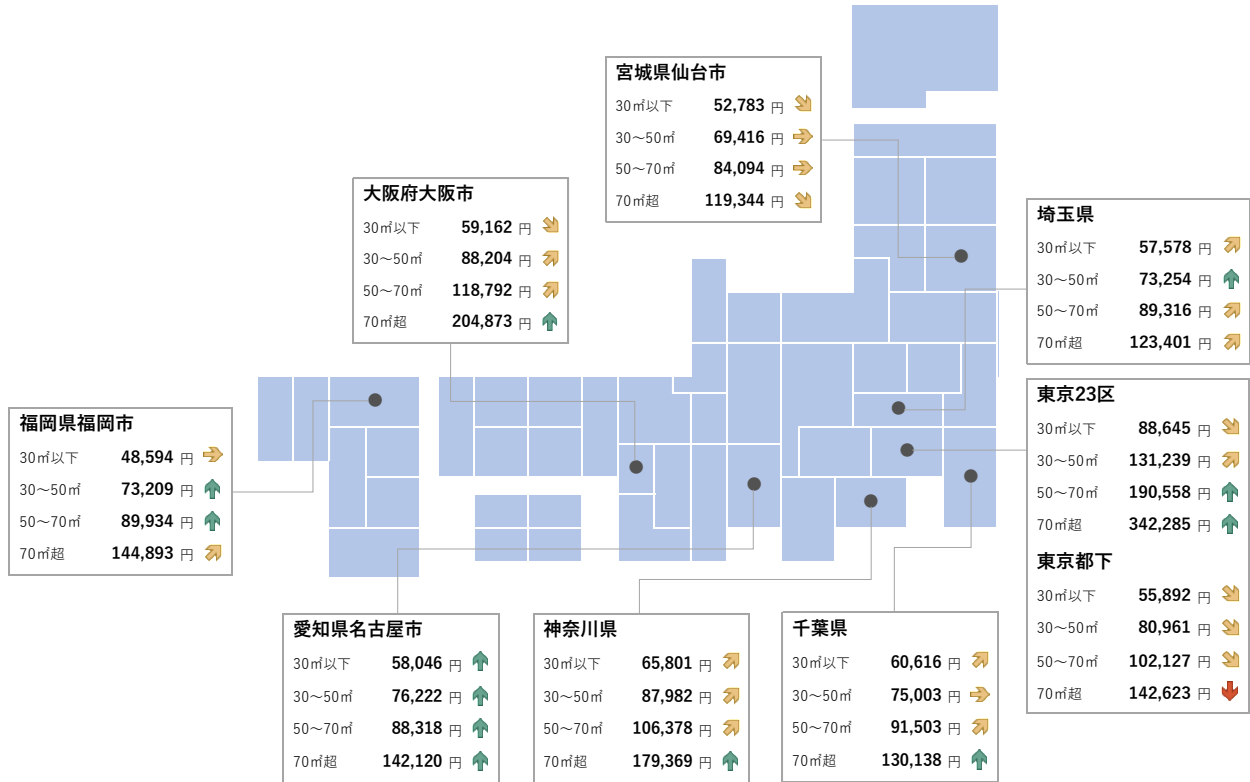 宮城県仙台市
30㎡以下 52,783 円
30～50㎡ 69,416 円
50～70㎡ 84,094 円
70㎡超 119,344 円
大阪府大阪市
30㎡以下 59,162 円
30～50㎡ 88,204 円
50～70㎡ 118,792 円
70㎡超 204,873 円
埼玉県
30㎡以下 57,578 円
30～50㎡ 73,254 円
50～70㎡ 89,316 円
70㎡超 123,401 円
福岡県福岡市
30㎡以下 48,594 円
30～50㎡ 73,209 円
50～70㎡ 89,934 円
70㎡超 144,893 円
東京23区
30㎡以下 88,645 円
30～50㎡ 131,239 円
50～70㎡ 190,558 円
70㎡超 342,285 円
東京都下
30㎡以下 55,892 円
30～50㎡ 80,961 円
50～70㎡ 102,127 円
70㎡超 142,623 円
愛知県名古屋市
30㎡以下 58,046 円
30～50㎡ 76,222 円
50～70㎡ 88,318 円
70㎡超 142,120 円
神奈川県
30㎡以下 65,801 円
30～50㎡ 87,982 円
50～70㎡ 106,378 円
70㎡超 179,369 円
千葉県
30㎡以下 60,616 円
30～50㎡ 75,003 円
50～70㎡ 91,503 円
70㎡超 130,138 円